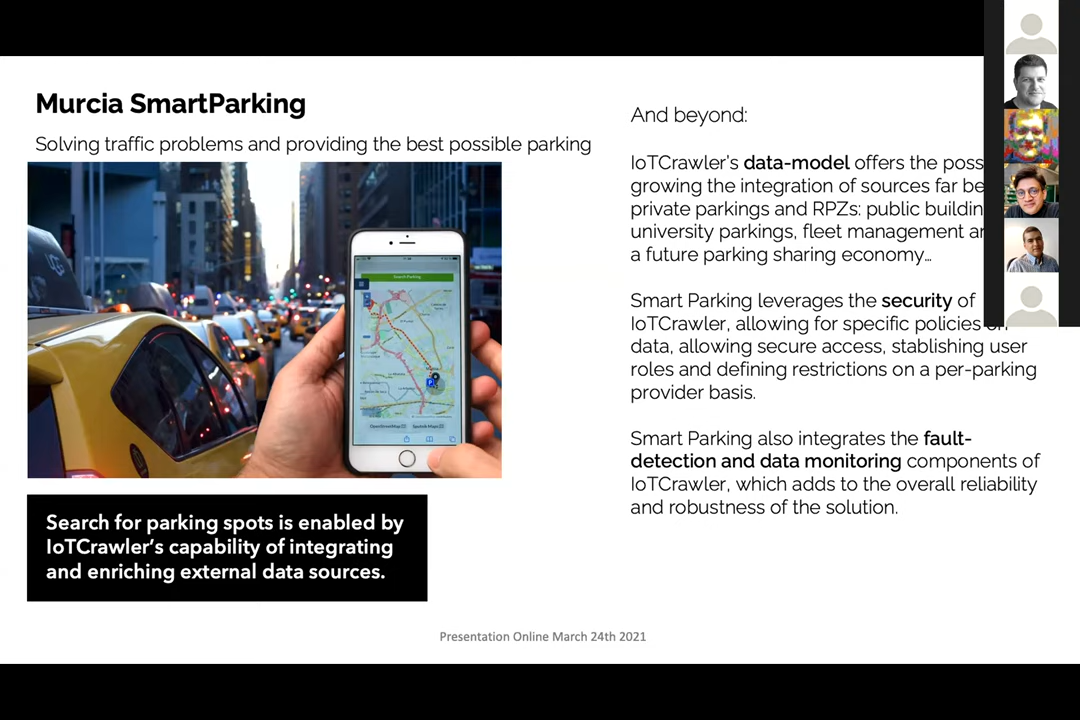 Murcia SmartParking
Solving traffic problems and providing the best possible parking
Search Parking
Search for parking spots is enabled by
IoTCrawler's capability of integrating
and enriching external data sources.
And beyond:
IoTCrawler's data-model offers the poss
growing the integration of sources far be
private parkings and RPZs: public buildin
university parkings, fleet management ar
a future parking sharing economy…
Smart Parking leverages the security of
IoTCrawler, allowing for specific policies on
data, allowing secure access, stablishing user
roles and defining restrictions on a per-parking
provider basis.
Smart Parking also integrates the fault-
detection and data monitoring components of
IoTCrawler, which adds to the overall reliability
and robustness of the solution.
Presentation Online March 24th 2021